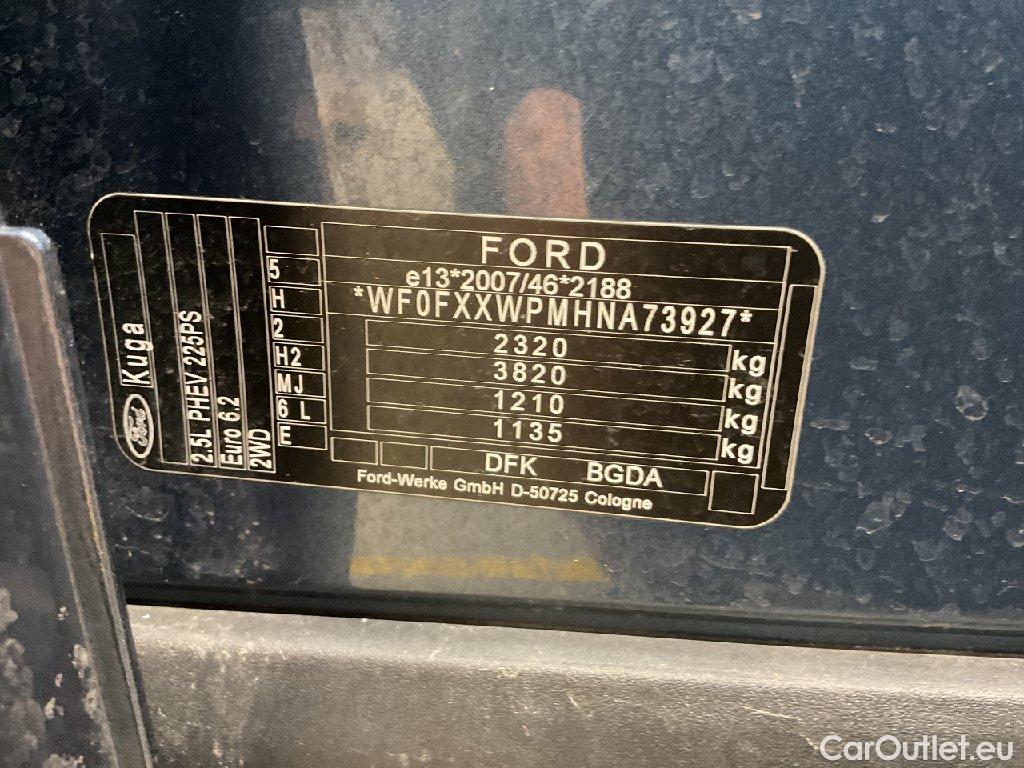 FORD
e13*2007/46*2188
*WF0FXXWPMHNA73927*
2320 kg
3820 kg
1210 kg
1135 kg
DFK BGDA
Ford-Werke GmbH D-50725 Cologne
5
H
2
H2
MJ
6 L
E
Ford Kuga
2.5L PHEV 225PS
Euro 6.2
2WD
CarOutlet.eu